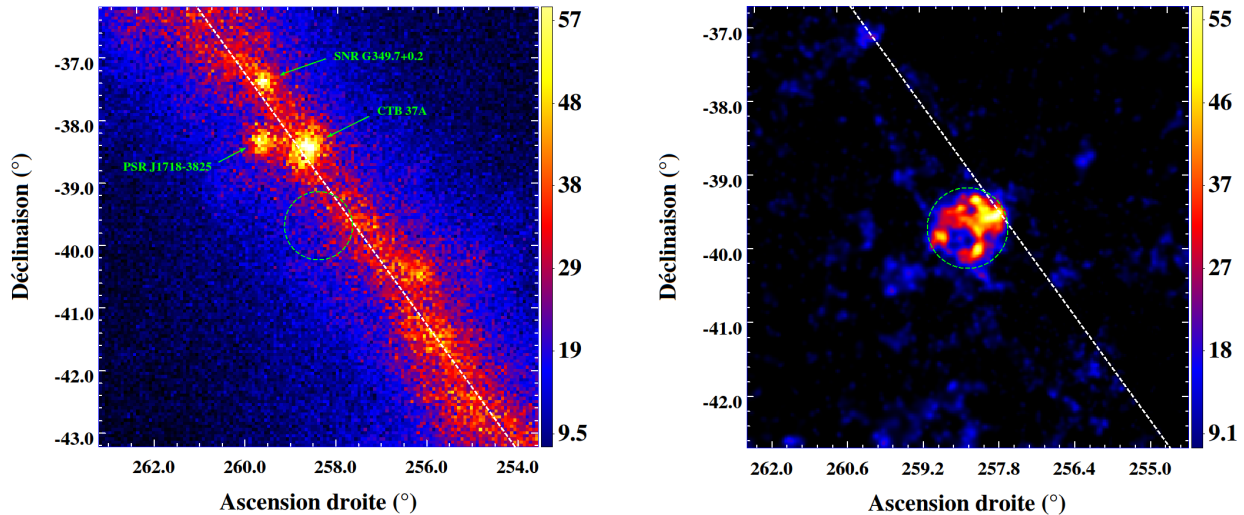 57
-37.0
SNR G349.7+0.2
48
CTB 37A
-38.0
PSR J1718-3825
38
-39.0
Déclinaison (°)
-40.0
29
-41.0
19
-42.0
-43.0
9.5
262.0 260.0 258.0 256.0 254.0
Ascension droite (°)
55
-37.0
46
-38.0
37
-39.0
Déclinaison (°)
-40.0
27
-41.0
18
-42.0
9.1
262.0 260.6 259.2 257.8 256.4 255.0
Ascension droite (°)